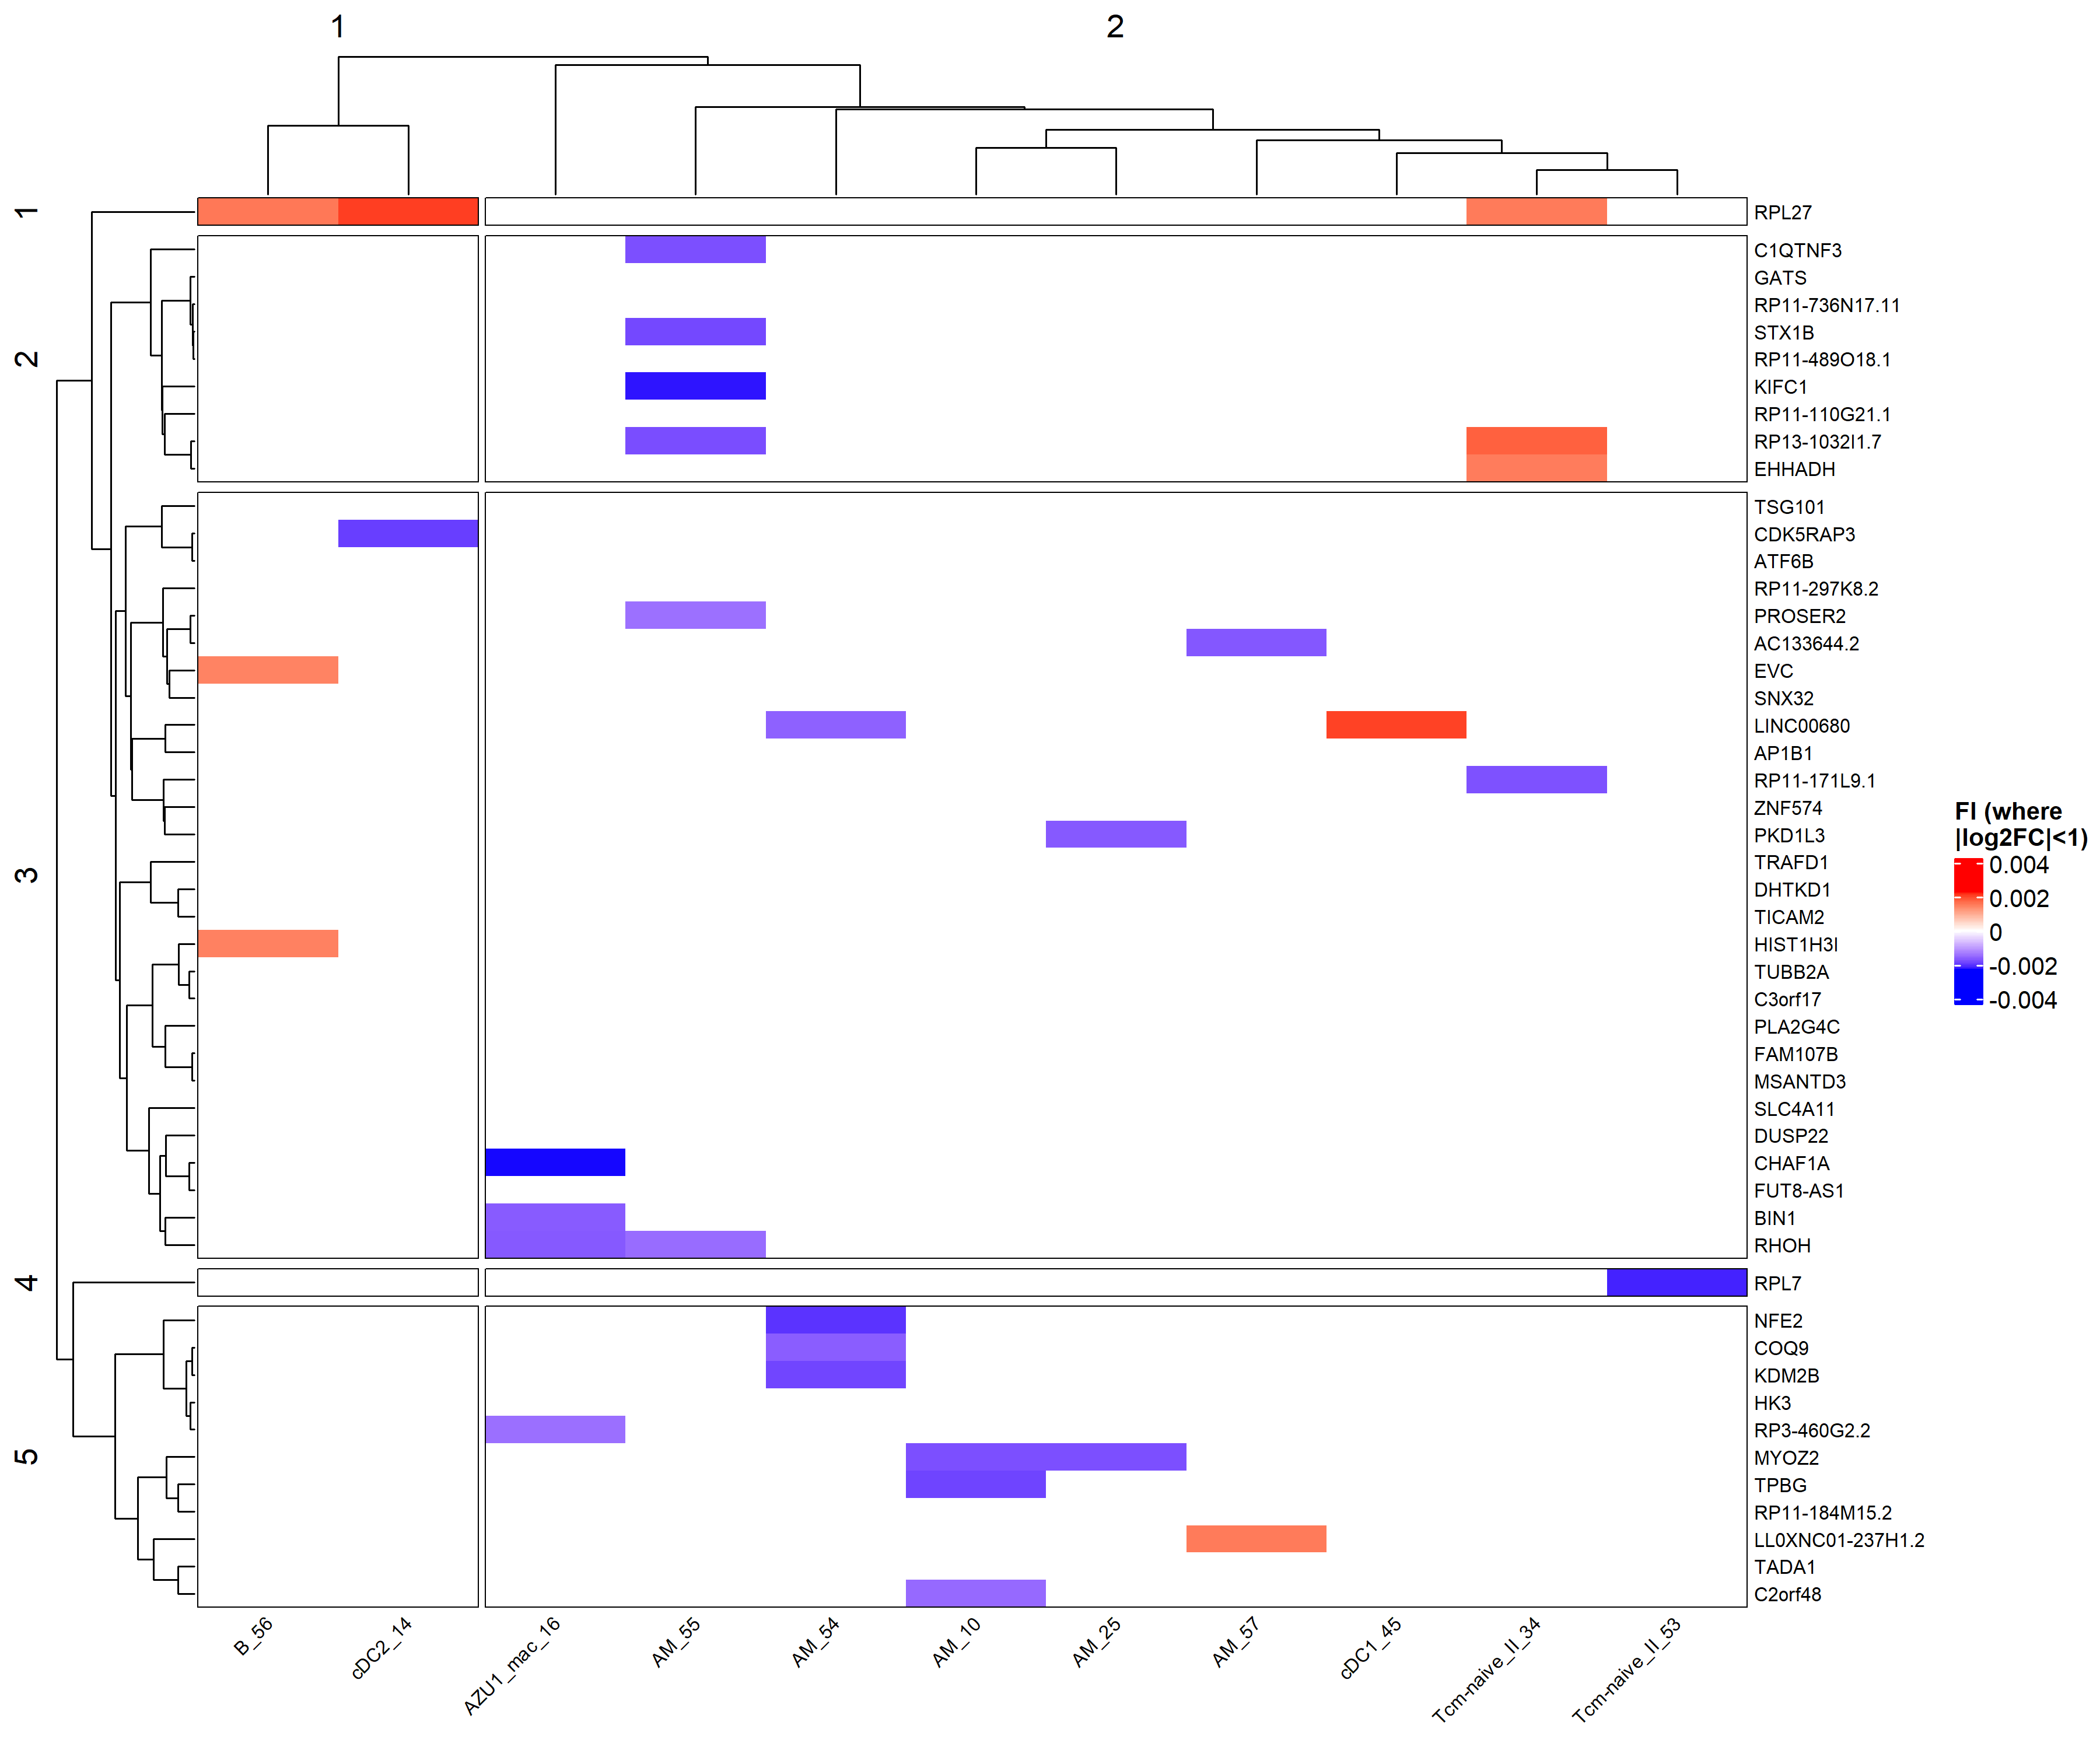 1
2
1
2
3
4
5
RPL27
C1QTNF3
GATS
RP11-736N17.11
STX1B
RP11-489O18.1
KIFC1
RP11-110G21.1
RP13-1032I1.7
EHHADH
TSG101
CDK5RAP3
ATF6B
RP11-297K8.2
PROSER2
AC133644.2
EVC
SNX32
LINC00680
AP1B1
RP11-171L9.1
ZNF574
PKD1L3
TRAFD1
DHTKD1
TICAM2
HIST1H3I
TUBB2A
C3orf17
PLA2G4C
FAM107B
MSANTD3
SLC4A11
DUSP22
CHAF1A
FUT8-AS1
BIN1
RHOH
RPL7
NFE2
COQ9
KDM2B
HK3
RP3-460G2.2
MYOZ2
TPBG
RP11-184M15.2
LL0XNC01-237H1.2
TADA1
C2orf48
FI (where
|log2FC|<1)
0.004
0.002
0
-0.002
-0.004
B_56
cDC2_14
AZU1_mac_16
AM_55
AM_54
AM_10
AM_25
AM_57
cDC1_45
Tcm-naive_II_34
Tcm-naive_II_53